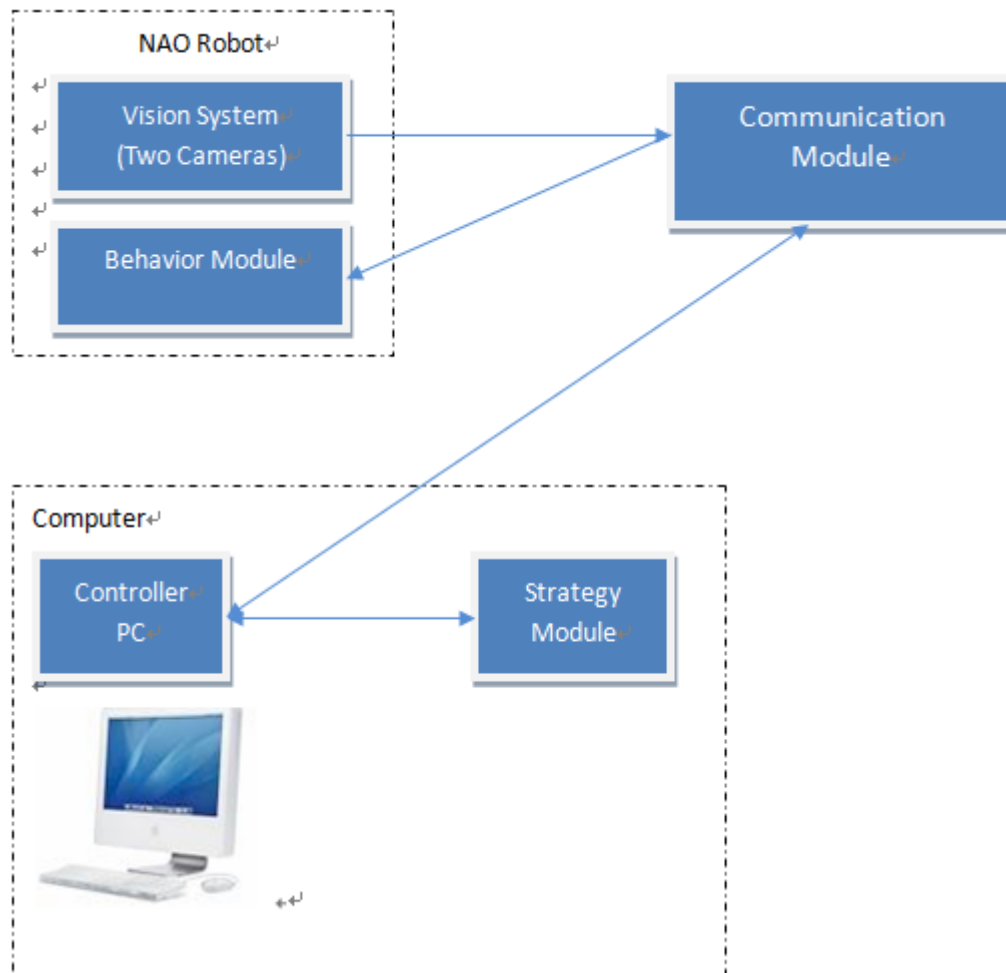 NAO Robot
Vision System
(Two Cameras)
Behavior Module
Communication
Module
Computer
Controller
PC
Strategy
Module